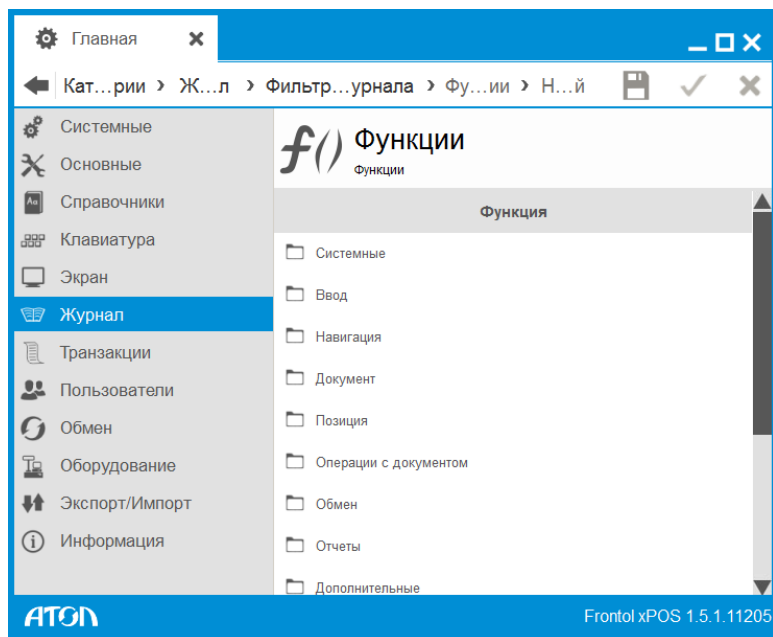 Главная
Кат...рии › Ж...л › Фильтр...урнала › Фу...ии › Н...й
Системные
Основные
Справочники
Клавиатура
Экран
Журнал
Транзакции
Пользователи
Обмен
Оборудование
Экспорт/Импорт
Информация
f() Функции
Функции
Функция
Системные
Ввод
Навигация
Документ
Позиция
Операции с документом
Обмен
Отчеты
Дополнительные
ATOL
Frontol xPOS 1.5.1.11205